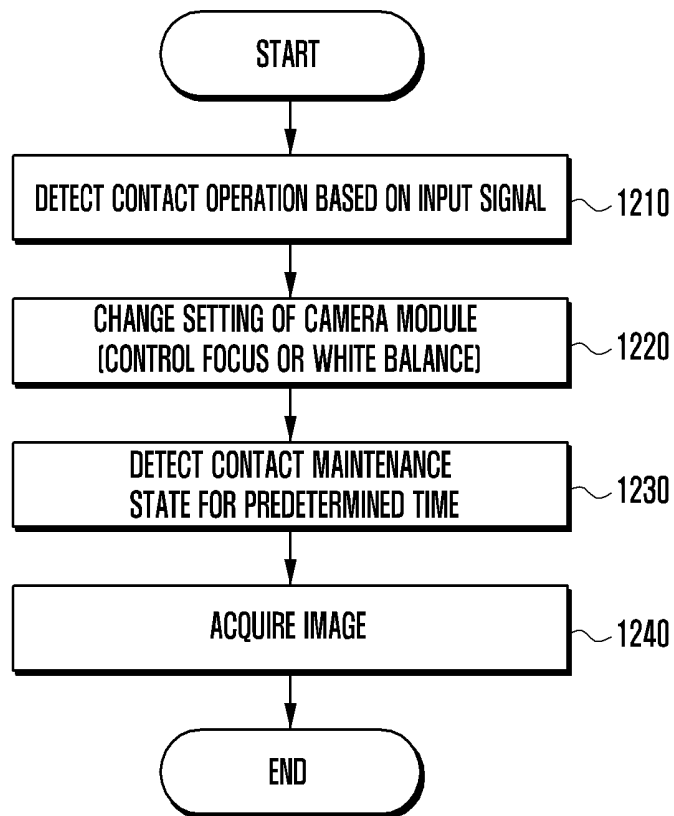 START
DETECT CONTACT OPERATION BASED ON INPUT SIGNAL
1210
CHANGE SETTING OF CAMERA MODULE
(CONTROL FOCUS OR WHITE BALANCE)
1220
DETECT CONTACT MAINTENANCE
STATE FOR PREDETERMINED TIME
1230
ACQUIRE IMAGE
1240
END